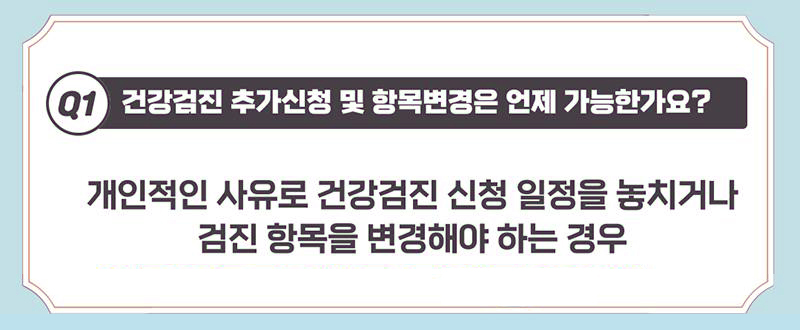 Q1 건강검진 추가신청 및 항목변경은 언제 가능한가요?
개인적인 사유로 건강검진 신청 일정을 놓치거나
검진 항목을 변경해야 하는 경우